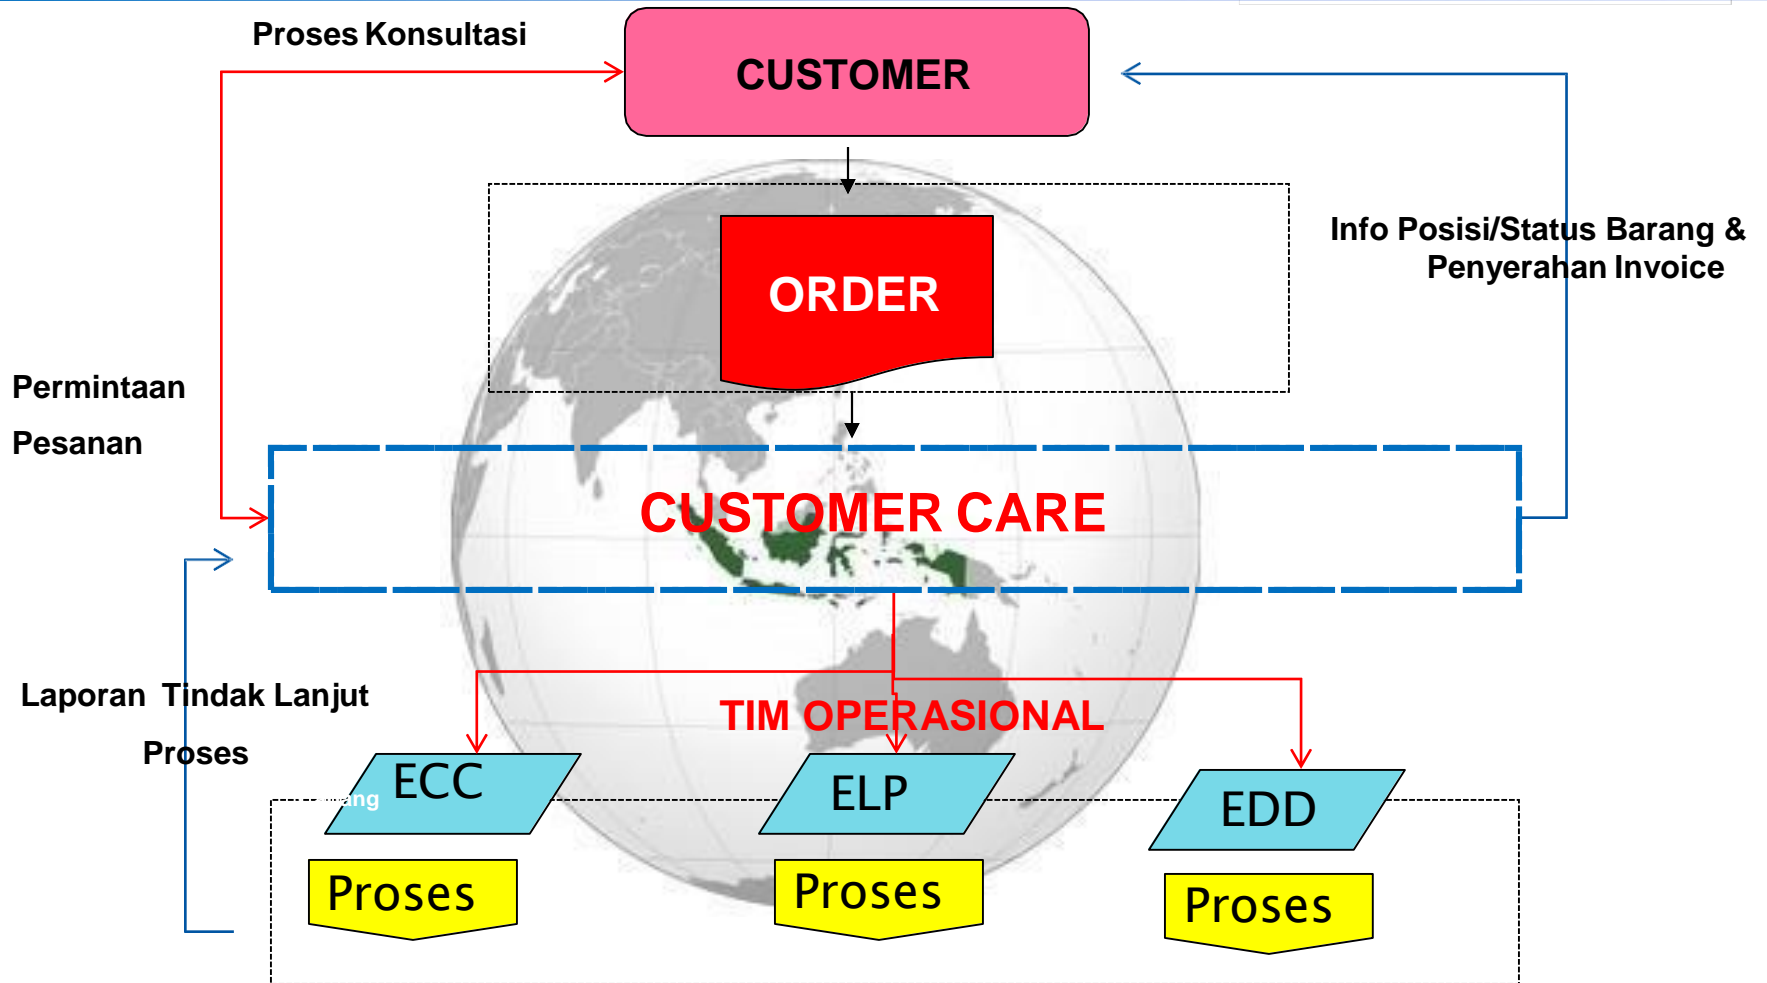 Proses Konsultasi
CUSTOMER
Info Posisi/Status Barang &
Penyerahan Invoice
ORDER
Permintaan
Pesanan
CUSTOMER CARE
Laporan Tindak Lanjut
Proses
TIM OPERASIONAL
ECC
ELP
EDD
Proses
Proses
Proses